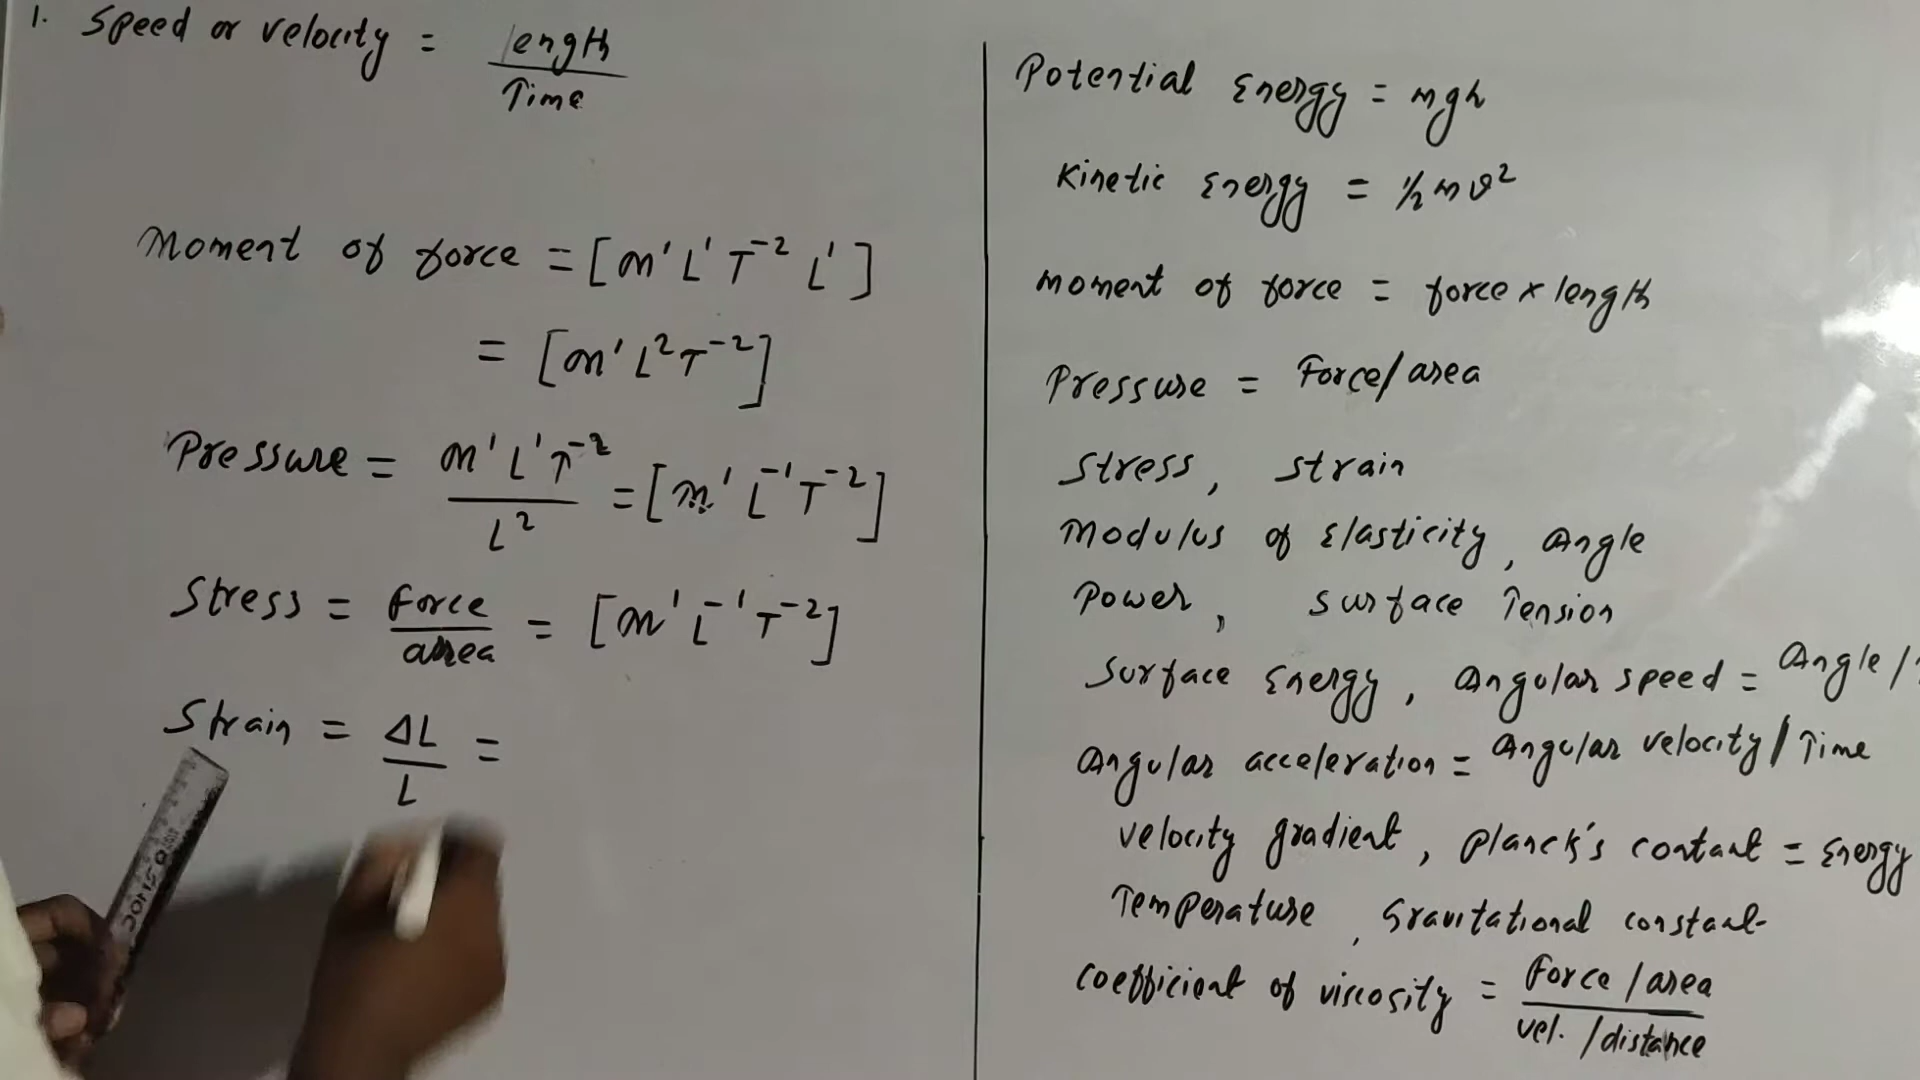 1. Speed or velocity = length / Time
Moment of force = [M¹ L¹ T⁻² L¹]
= [M¹ L² T⁻²]
Pressure = M¹ L¹ T⁻² / L² = [M¹ L⁻¹ T⁻²]
Stress = Force / area = [M¹ L⁻¹ T⁻²]
Strain = ΔL / L =
Potential Energy = mgh
Kinetic Energy = 1/2 mv²
moment of force = force × length
Pressure = Force/area
Stress, Strain
Modulus of Elasticity, Angle
Power, Surface Tension
Surface Energy, Angular speed = Angle /
Angular acceleration = Angular velocity / Time
velocity gradient, Planck's contant = Energy
Temperature, Gravitational constant
coefficient of viscosity = Force / area / vel. / distance